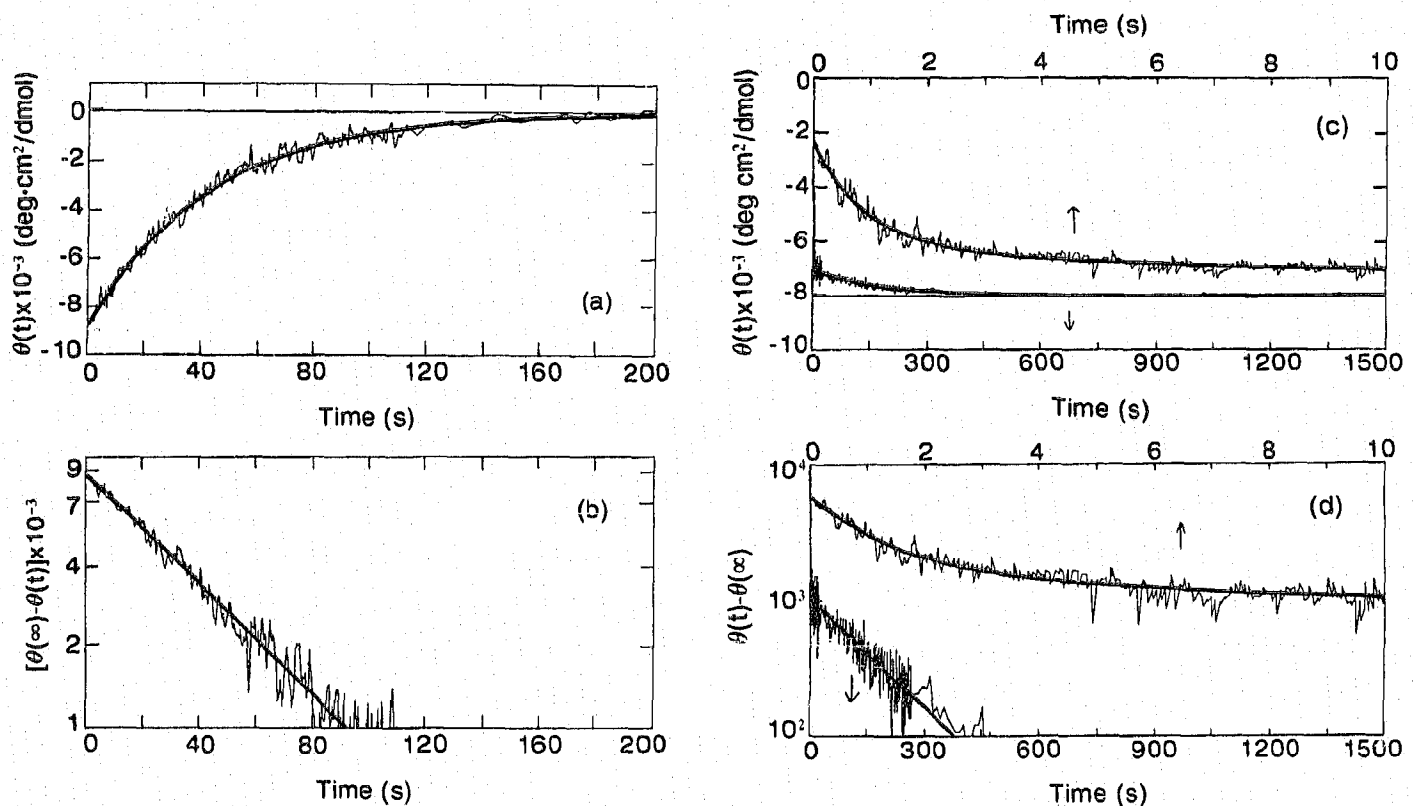 θ(t)x10⁻³ (deg·cm²/dmol)
0
-2
-4
-6
-8
-10
(a)
0 40 80 120 160 200
Time (s)
[θ(∞)-θ(t)]x10⁻³
9
7
4
2
1
(b)
0 40 80 120 160 200
Time (s)
Time (s)
0 2 4 6 8 10
θ(t)x10⁻³ (deg cm²/dmol)
0
-2
-4
-6
-8
-10
(c)
↑
↓
0 300 600 900 1200 1500
Time (s)
0 2 4 6 8 10
θ(t)-θ(∞)
10⁴
10³
10²
(d)
↑
↓
0 300 600 900 1200 1500
Time (s)